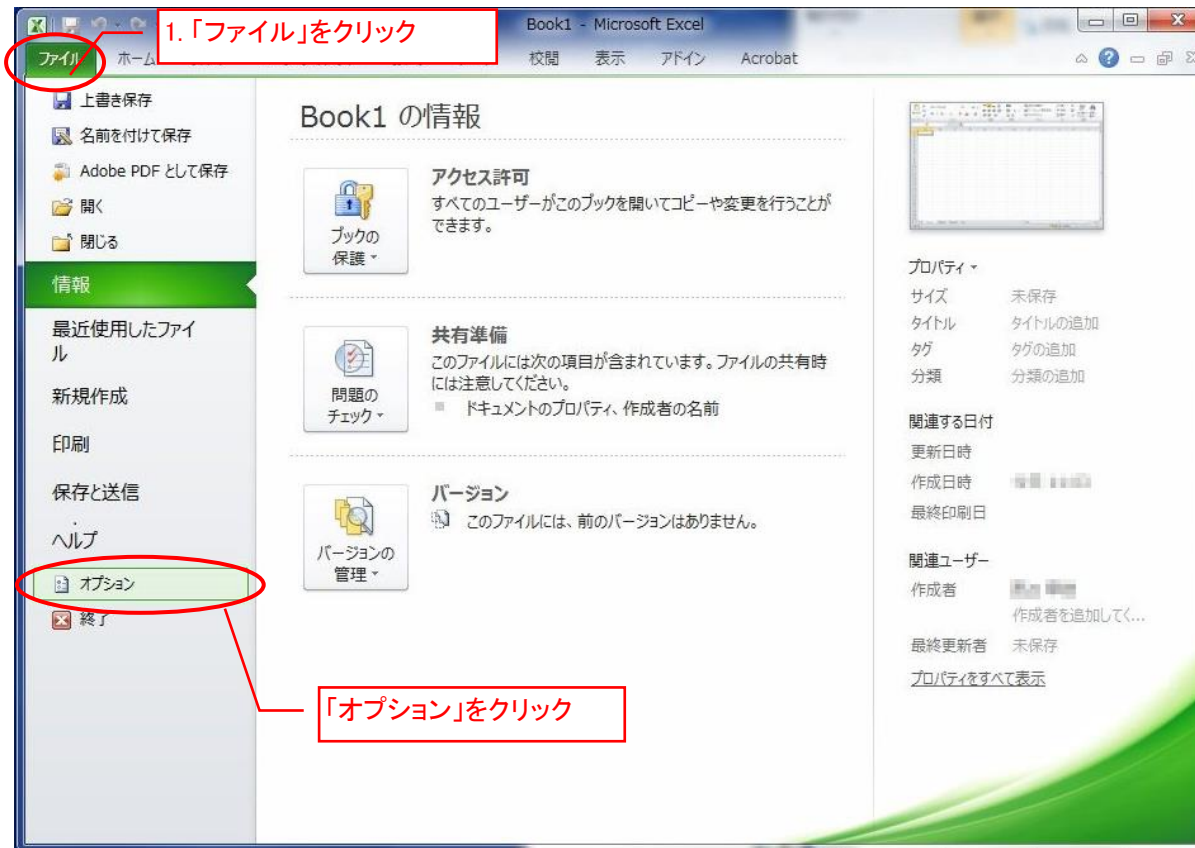 Book1 - Microsoft Excel
1. 「ファイル」をクリック
ファイル ホーム 校閲 表示 アドイン Acrobat
上書き保存
名前を付けて保存
Adobe PDF として保存
開く
閉じる
情報
最近使用したファイ
ル
新規作成
印刷
保存と送信
ヘルプ
オプション
終了
「オプション」をクリック
Book1 の情報
ブックの
保護
アクセス許可
すべてのユーザーがこのブックを開いてコピーや変更を行うことが
できます。
問題の
チェック
共有準備
このファイルには次の項目が含まれています。ファイルの共有時
には注意してください。
ドキュメントのプロパティ、作成者の名前
バージョンの
管理
バージョン
このファイルには、前のバージョンはありません。
プロパティ
サイズ 未保存
タイトル タイトルの追加
タグ タグの追加
分類 分類の追加
関連する日付
更新日時
作成日時
最終印刷日
関連ユーザー
作成者
作成者を追加してく...
最終更新者 未保存
プロパティをすべて表示